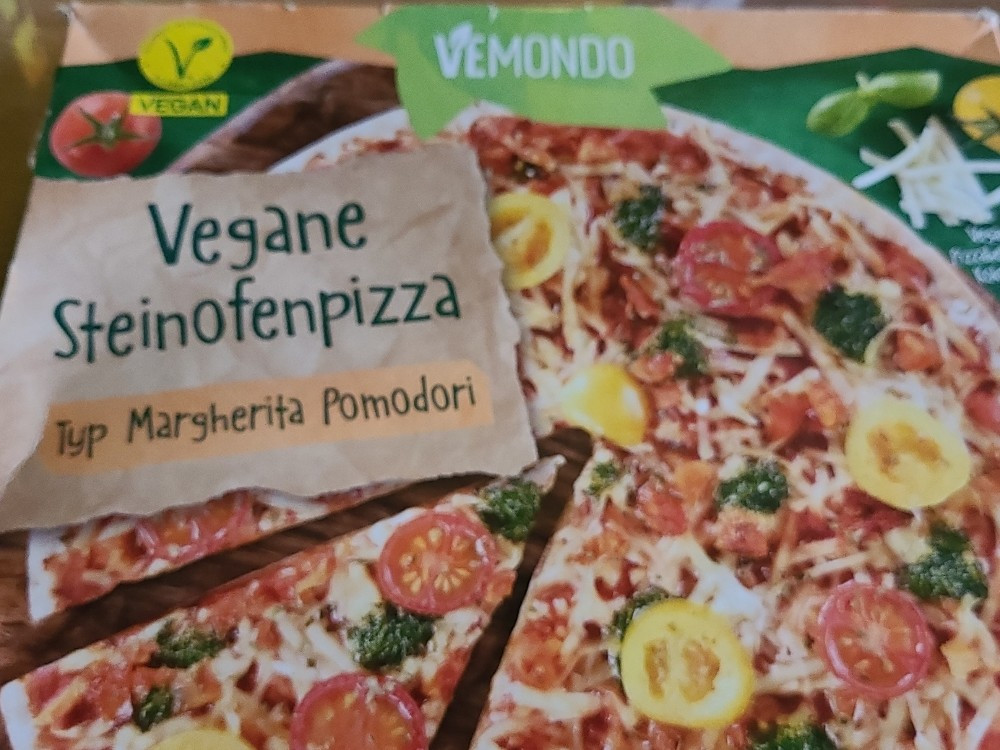 VEMONDO
VEGAN
Vegane
Steinofenpizza
Typ Margherita Pomodori